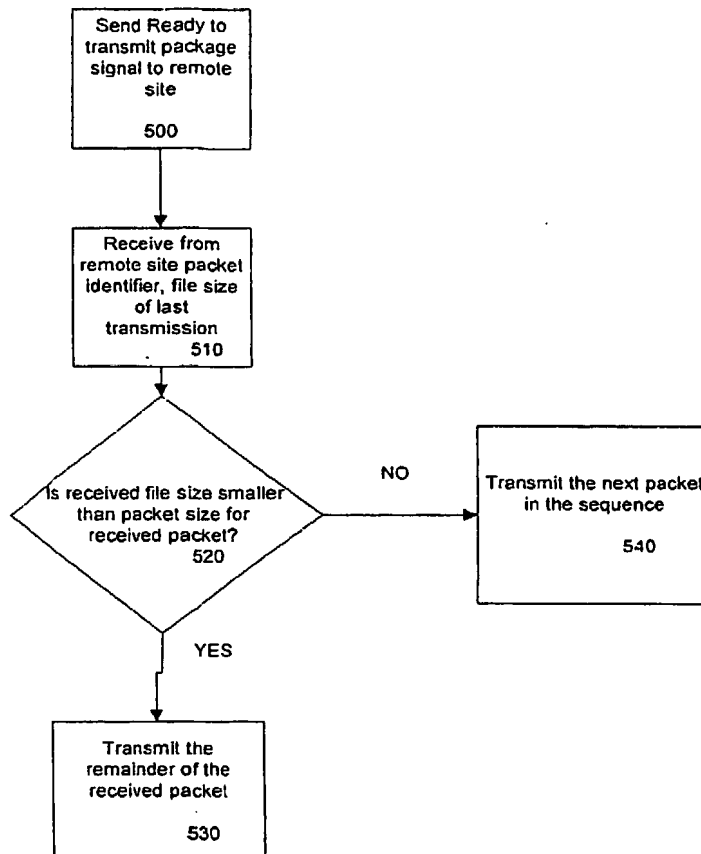 Send Ready to
transmit package
signal to remote
site
500
Receive from
remote site packet
identifier, file size
of last
transmission
510
Is received file size smaller
than packet size for
received packet?
520
NO
Transmit the next packet
in the sequence
540
YES
Transmit the
remainder of the
received packet
530